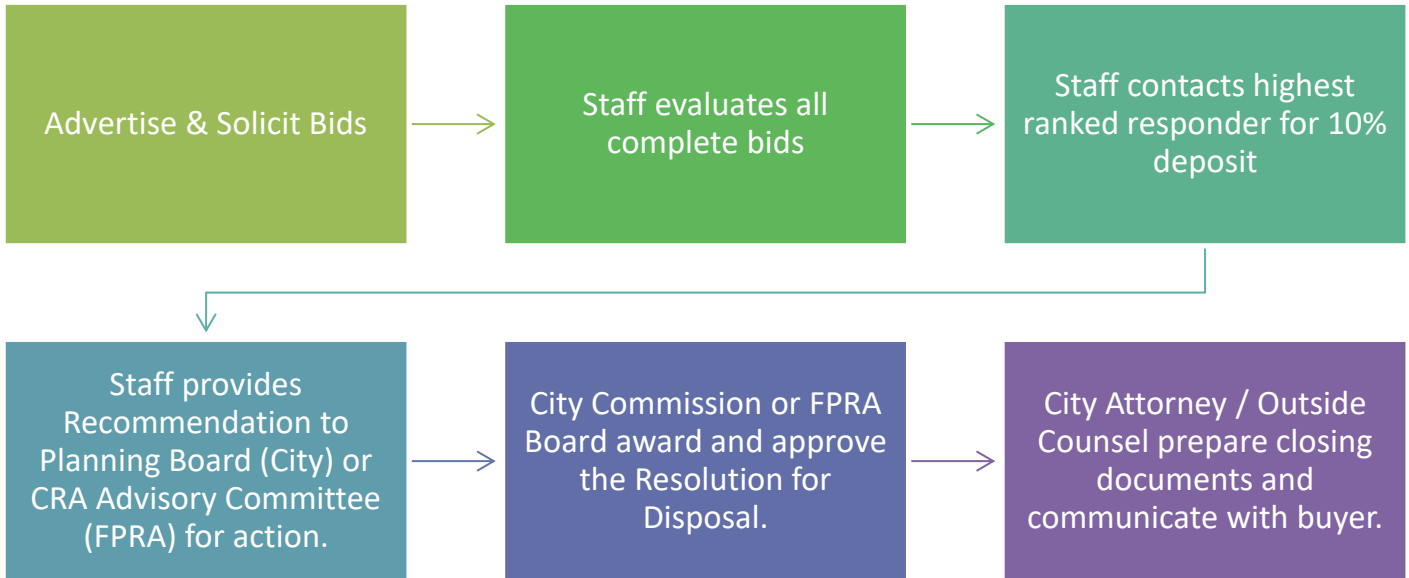 Advertise & Solicit Bids
Staff evaluates all
complete bids
Staff contacts highest
ranked responder for 10%
deposit
Staff provides
Recommendation to
Planning Board (City) or
CRA Advisory Committee
(FPRA) for action.
City Commission or FPRA
Board award and approve
the Resolution for
Disposal.
City Attorney / Outside
Counsel prepare closing
documents and
communicate with buyer.